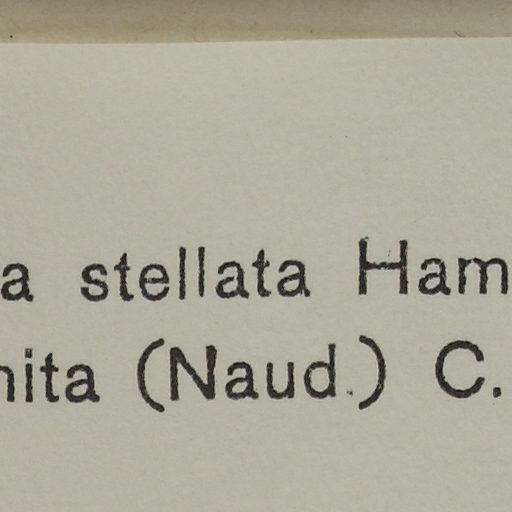 a stellata Ham
nita (Naud.) C.